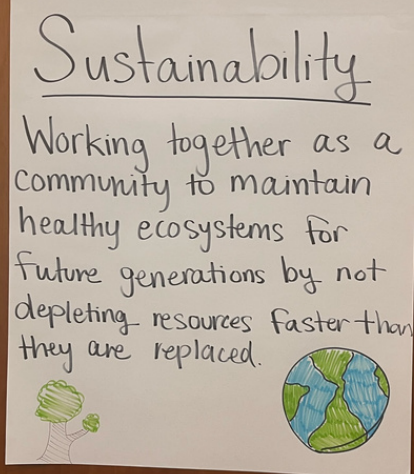 Sustainability
Working together as a
community to maintain
healthy ecosystems for
future generations by not
depleting resources faster than
they are replaced.